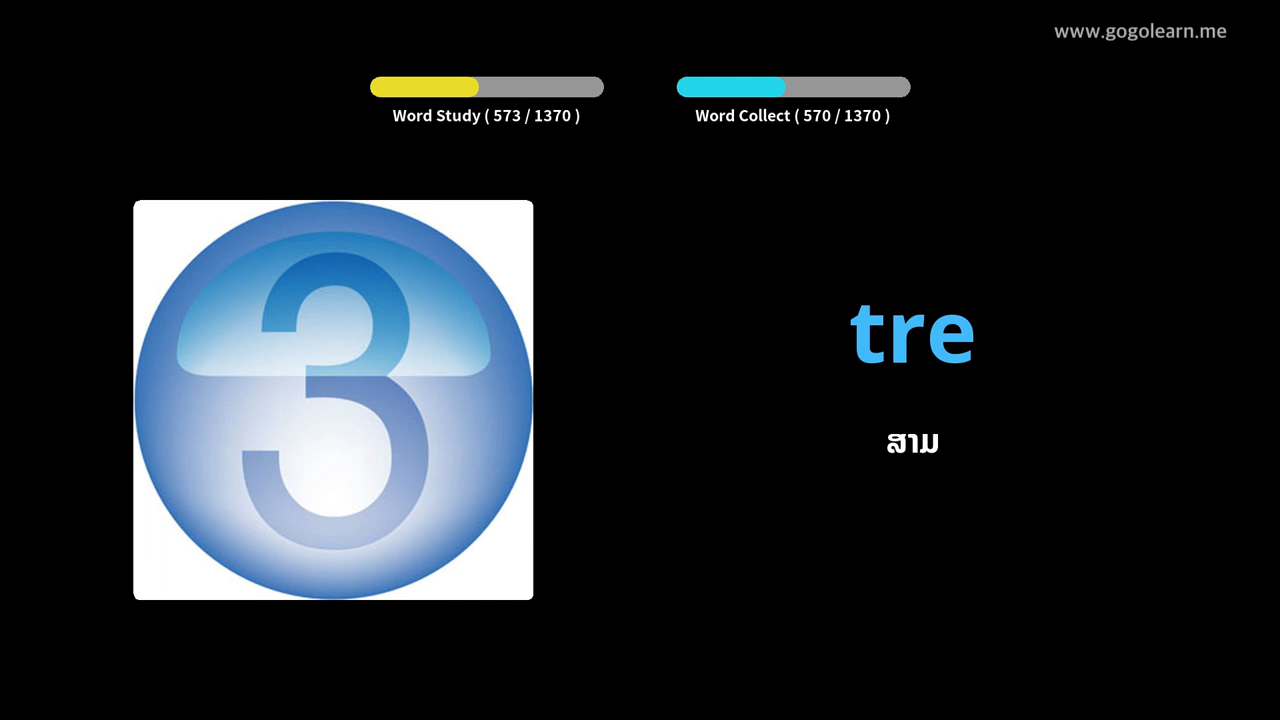 www.gogolearn.me
Word Study ( 573 / 1370 )
Word Collect ( 570 / 1370 )
3
tre
ສາມ